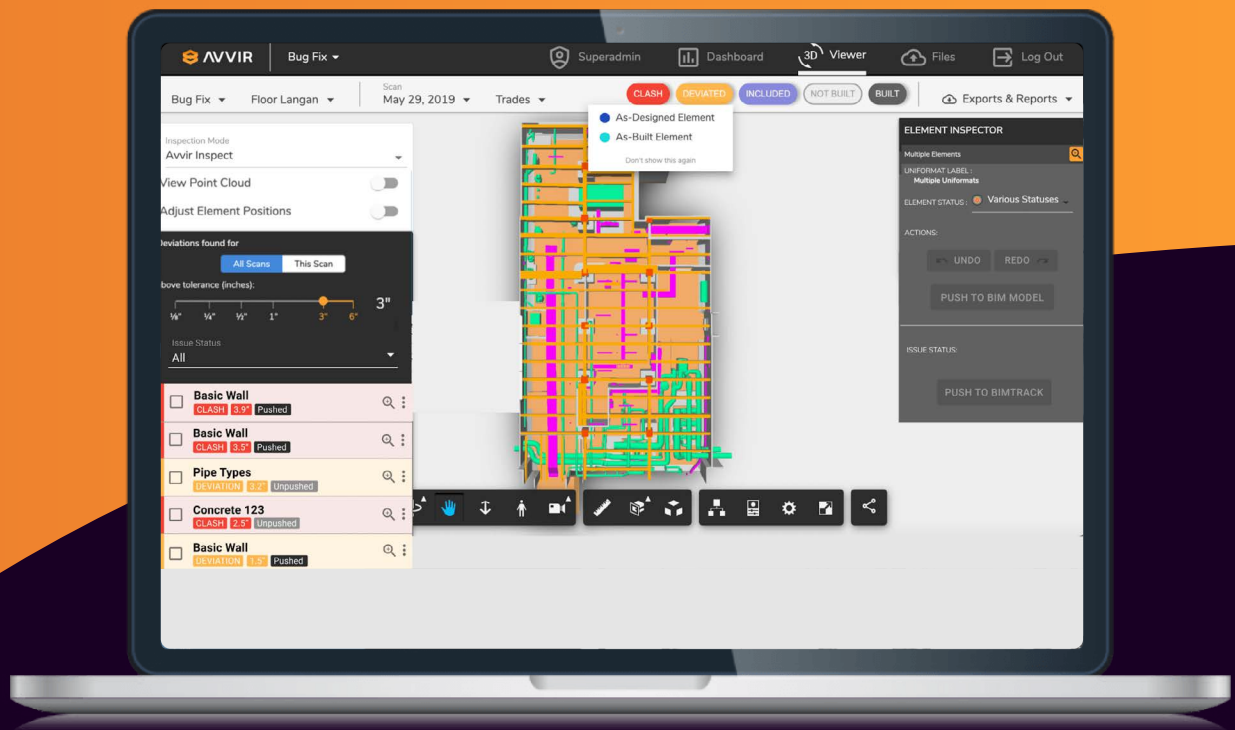 AVVIR
Bug Fix
Superadmin
Dashboard
3D Viewer
Files
Log Out
Bug Fix
Floor Langan
Scan
May 29, 2019
Trades
CLASH
DEVIATED
INCLUDED
NOT BUILT
BUILT
Exports & Reports
As-Designed Element
As-Built Element
Don't show this again
Inspection Mode
Avvir Inspect
View Point Cloud
Adjust Element Positions
eviations found for
All Scans This Scan
bove tolerance (inches):
3"
⅛" ¼" ½" 1" 3" 6"
Issue Status
All
Basic Wall
CLASH 3.9" Pushed
Basic Wall
CLASH 3.5" Pushed
Pipe Types
DEVIATION 3.2" Unpushed
Concrete 123
CLASH 2.5" Unpushed
Basic Wall
DEVIATION 1.5" Pushed
ELEMENT INSPECTOR
Multiple Elements
UNIFORMAT LABEL :
Multiple Uniformats
ELEMENT STATUS : Various Statuses
ACTIONS:
UNDO REDO
PUSH TO BIM MODEL
ISSUE STATUS:
PUSH TO BIMTRACK